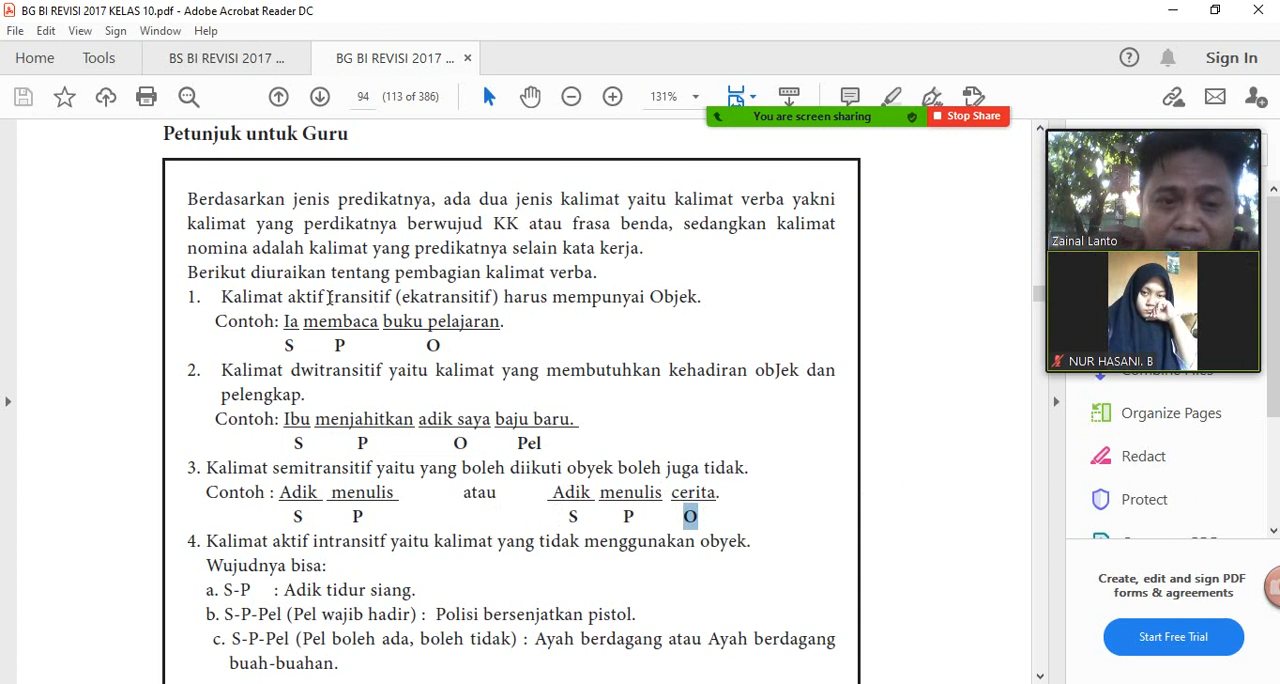 BG BI REVISI 2017 KELAS 10.pdf - Adobe Acrobat Reader DC
File Edit View Sign Window Help
Home Tools BS BI REVISI 2017 ... BG BI REVISI 2017 ... ×
Sign In
94 (113 of 386) 131%
You are screen sharing Stop Share
Petunjuk untuk Guru
Berdasarkan jenis predikatnya, ada dua jenis kalimat yaitu kalimat verba yakni
kalimat yang perdikatnya berwujud KK atau frasa benda, sedangkan kalimat
nomina adalah kalimat yang predikatnya selain kata kerja.
Berikut diuraikan tentang pembagian kalimat verba.
1. Kalimat aktif transitif (ekatransitif) harus mempunyai Objek.
Contoh: Ia membaca buku pelajaran.
S P O
2. Kalimat dwitransitif yaitu kalimat yang membutuhkan kehadiran obJek dan
pelengkap.
Contoh: Ibu menjahitkan adik saya baju baru.
S P O Pel
3. Kalimat semitransitif yaitu yang boleh diikuti obyek boleh juga tidak.
Contoh : Adik menulis atau Adik menulis cerita.
S P S P O
4. Kalimat aktif intransitf yaitu kalimat yang tidak menggunakan obyek.
Wujudnya bisa:
a. S-P : Adik tidur siang.
b. S-P-Pel (Pel wajib hadir) : Polisi bersenjatkan pistol.
c. S-P-Pel (Pel boleh ada, boleh tidak) : Ayah berdagang atau Ayah berdagang
buah-buahan.
Zainal Lanto
NUR HASANI. B
Organize Pages
Redact
Protect
Create, edit and sign PDF
forms & agreements
Start Free Trial